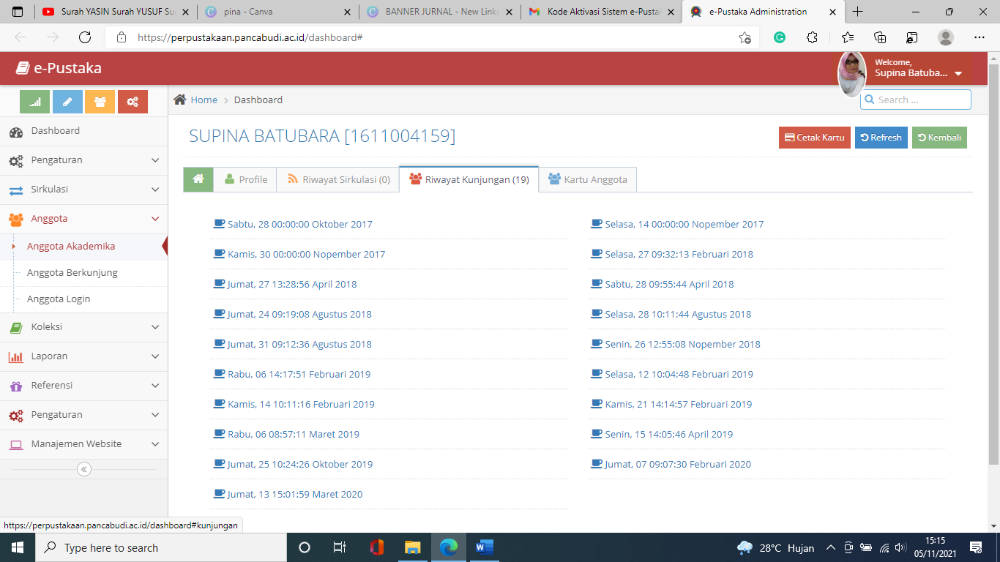 Surah YASIN Surah YUSUF Su
pina - Canva
BANNER JURNAL - New Linke
Kode Aktivasi Sistem e-Pustak
e-Pustaka Administration
https://perpustakaan.pancabudi.ac.id/dashboard#
e-Pustaka
Welcome,
Supina Batuba...
Home
Dashboard
Search ...
Dashboard
Pengaturan
Sirkulasi
Anggota
Anggota Akademika
Anggota Berkunjung
Anggota Login
Koleksi
Laporan
Referensi
Pengaturan
Manajemen Website
SUPINA BATUBARA [1611004159]
Cetak Kartu
Refresh
Kembali
Profile
Riwayat Sirkulasi (0)
Riwayat Kunjungan (19)
Kartu Anggota
Sabtu, 28 00:00:00 Oktober 2017
Selasa, 14 00:00:00 Nopember 2017
Kamis, 30 00:00:00 Nopember 2017
Selasa, 27 09:32:13 Februari 2018
Jumat, 27 13:28:56 April 2018
Sabtu, 28 09:55:44 April 2018
Jumat, 24 09:19:08 Agustus 2018
Selasa, 28 10:11:44 Agustus 2018
Jumat, 31 09:12:36 Agustus 2018
Senin, 26 12:55:08 Nopember 2018
Rabu, 06 14:17:51 Februari 2019
Selasa, 12 10:04:48 Februari 2019
Kamis, 14 10:11:16 Februari 2019
Kamis, 21 14:14:57 Februari 2019
Rabu, 06 08:57:11 Maret 2019
Senin, 15 14:05:46 April 2019
Jumat, 25 10:24:26 Oktober 2019
Jumat, 07 09:07:30 Februari 2020
Jumat, 13 15:01:59 Maret 2020
https://perpustakaan.pancabudi.ac.id/dashboard#kunjungan
Type here to search
28°C Hujan
15:15
05/11/2021